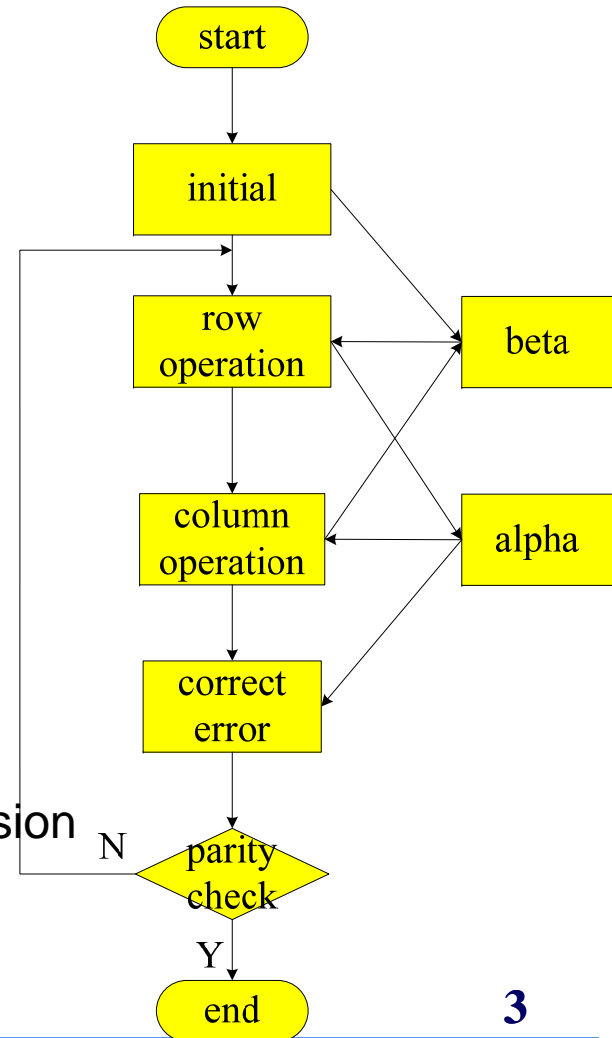 start
initial
row
operation
beta
column
operation
alpha
correct
error
sion
N
parity
check
Y
end
3